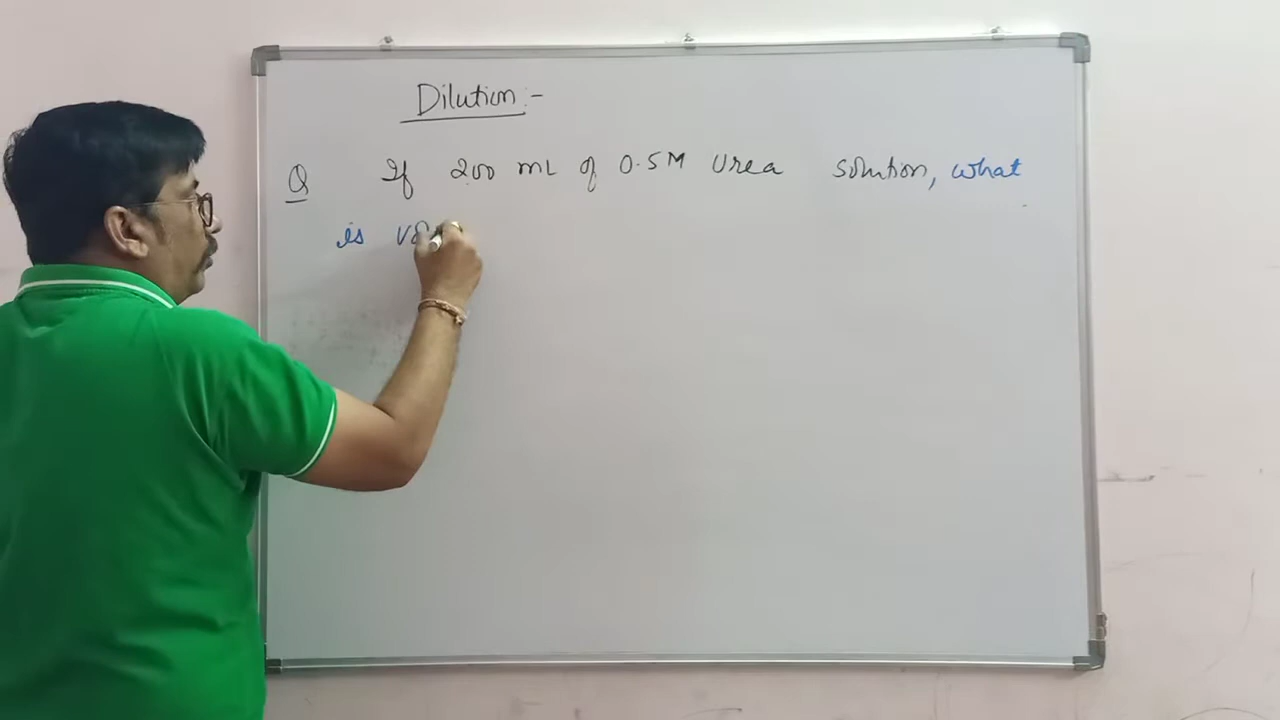 Dilution:-
Q If 200 mL of 0.5M Urea solution, what
is